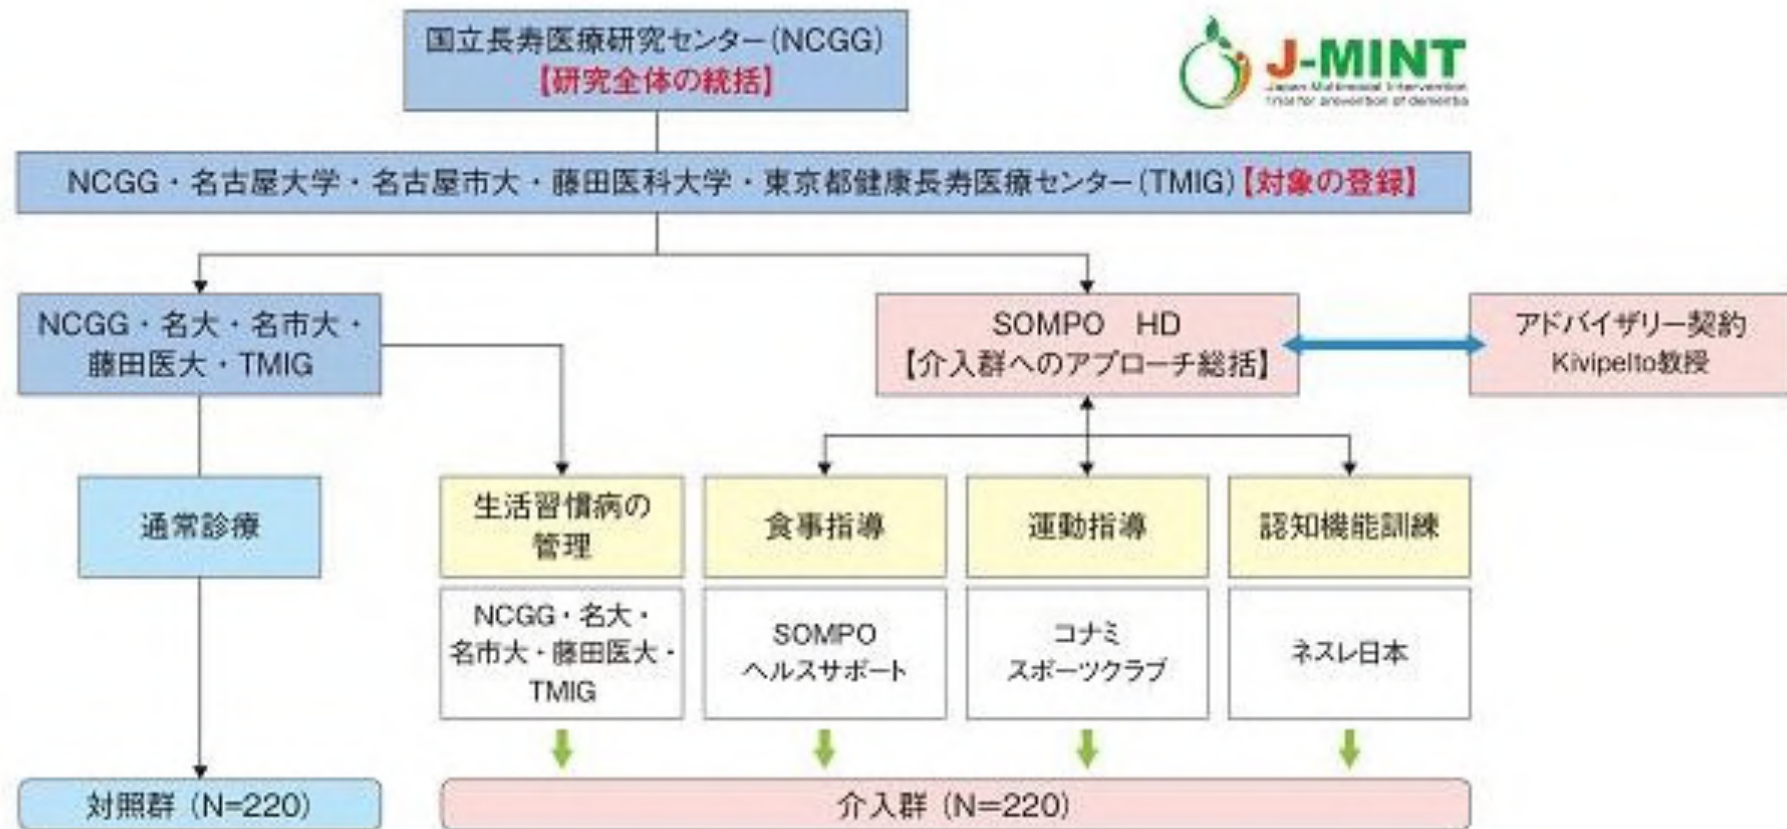 国立長寿医療研究センター(NCGG)
【研究全体の統括】
J-MINT
Japan Multimodal Intervention
Trial for prevention of dementia
NCGG・名古屋大学・名古屋市大・藤田医科大学・東京都健康長寿医療センター(TMIG)【対象の登録】
NCGG・名大・名市大・
藤田医大・TMIG
SOMPO　HD
【介入群へのアプローチ総括】
アドバイザリー契約
Kivipelto教授
通常診療
生活習慣病の
管理
食事指導
運動指導
認知機能訓練
NCGG・名大・
名市大・藤田医大・
TMIG
SOMPO
ヘルスサポート
コナミ
スポーツクラブ
ネスレ日本
対照群 (N=220)
介入群 (N=220)